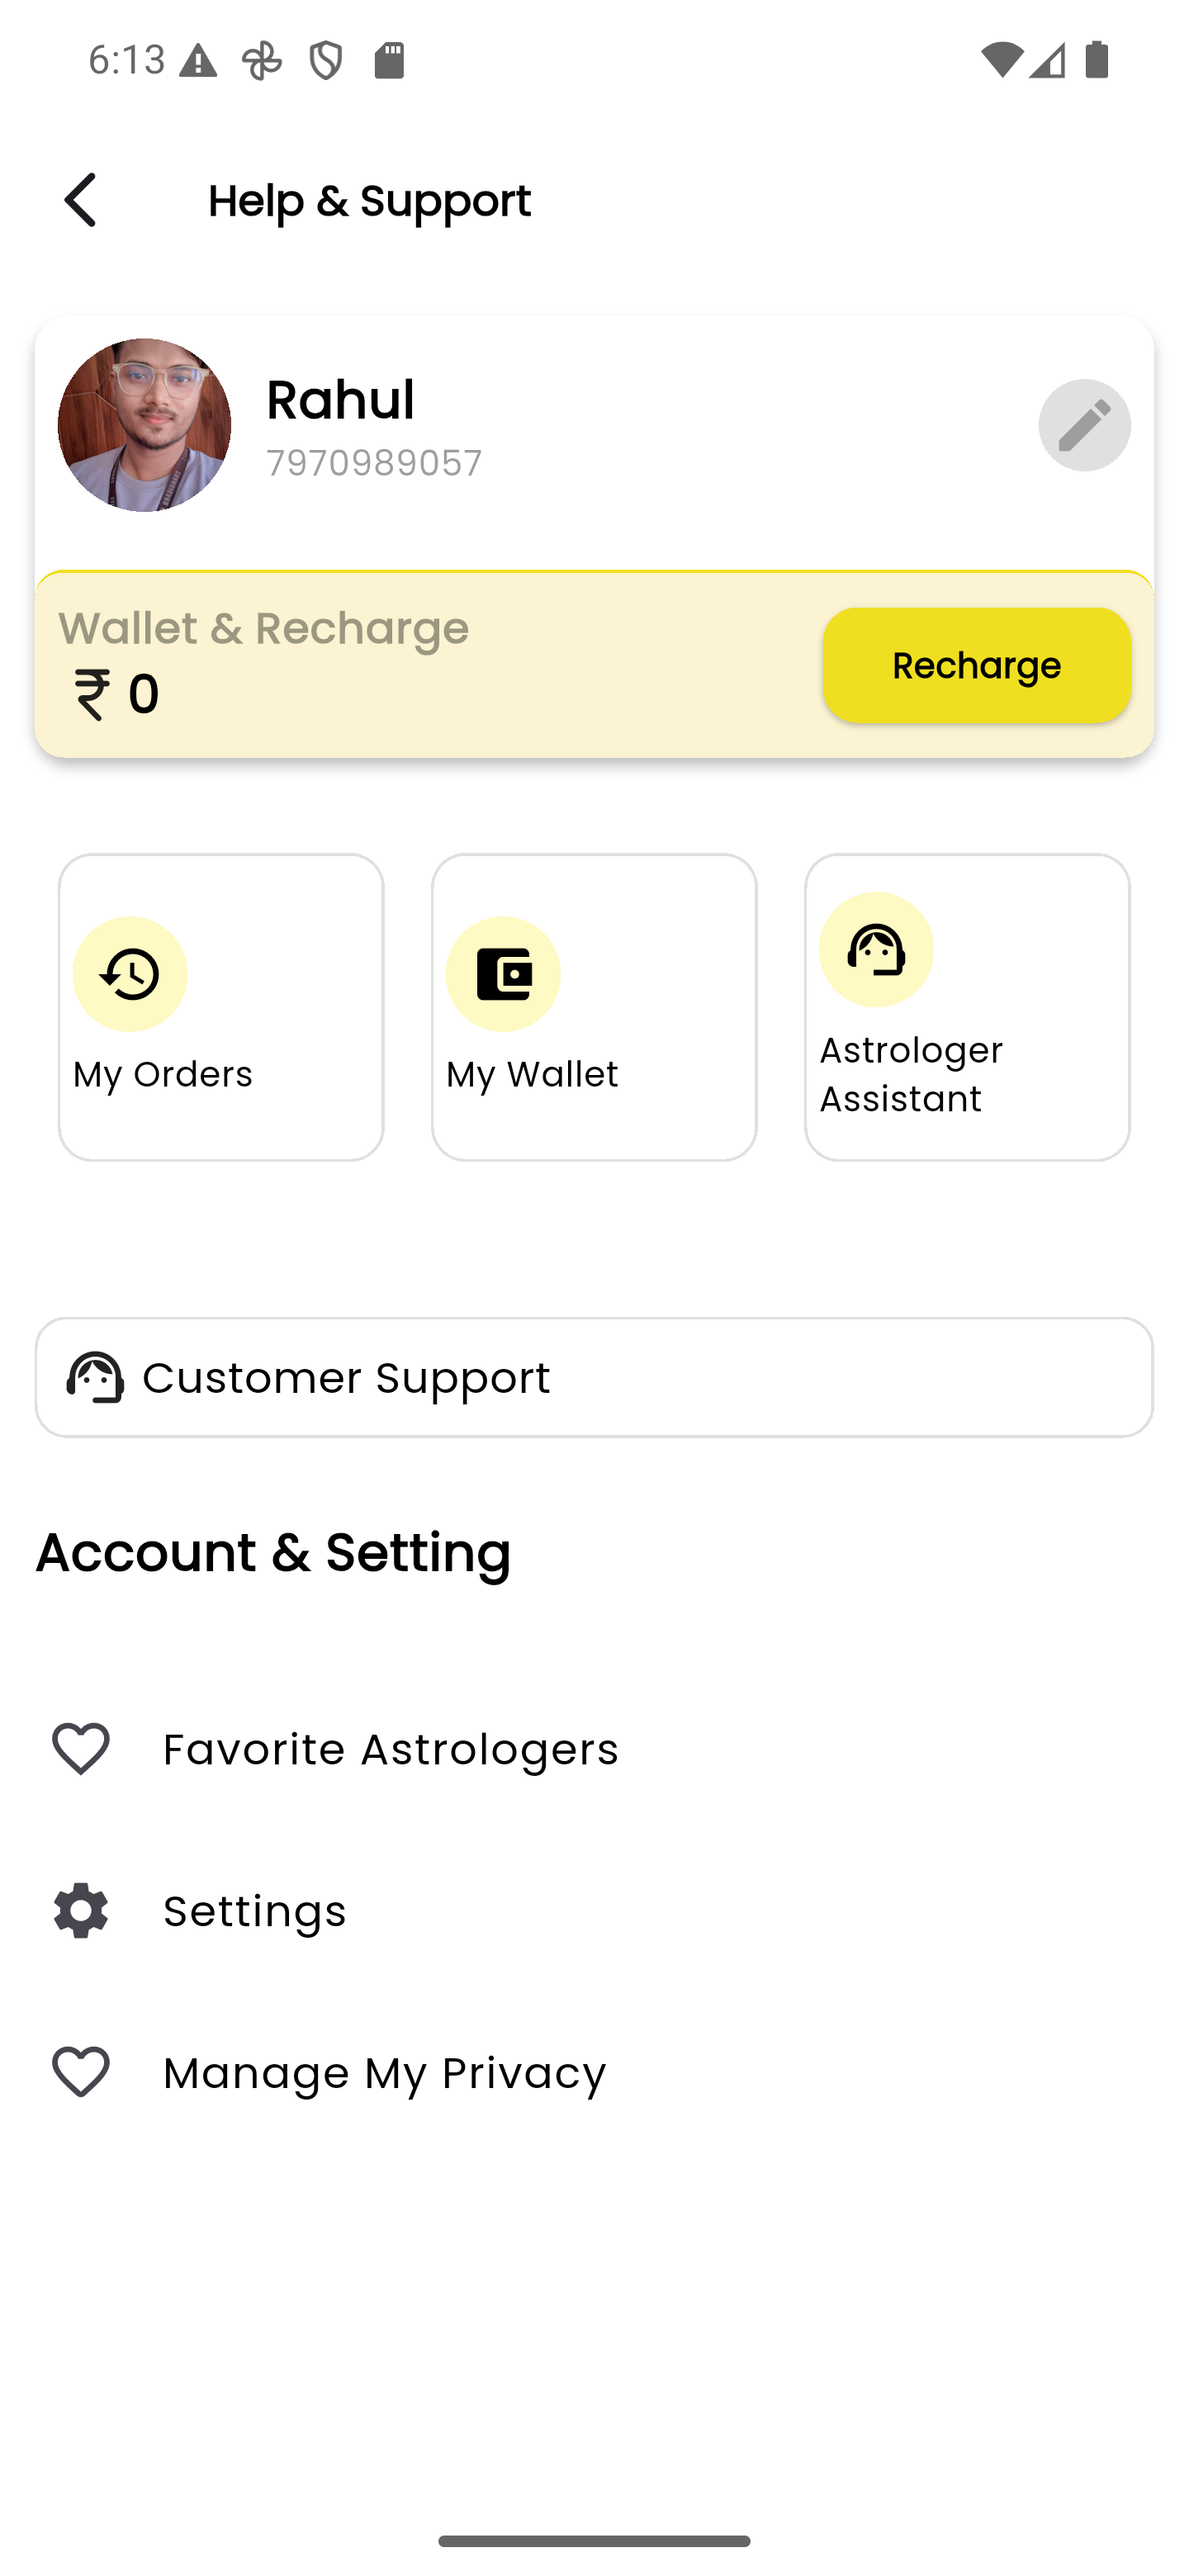 6:13
Help & Support
Rahul
7970989057
Wallet & Recharge
₹ 0
Recharge
My Orders
My Wallet
Astrologer
Assistant
Customer Support
Account & Setting
Favorite Astrologers
Settings
Manage My Privacy